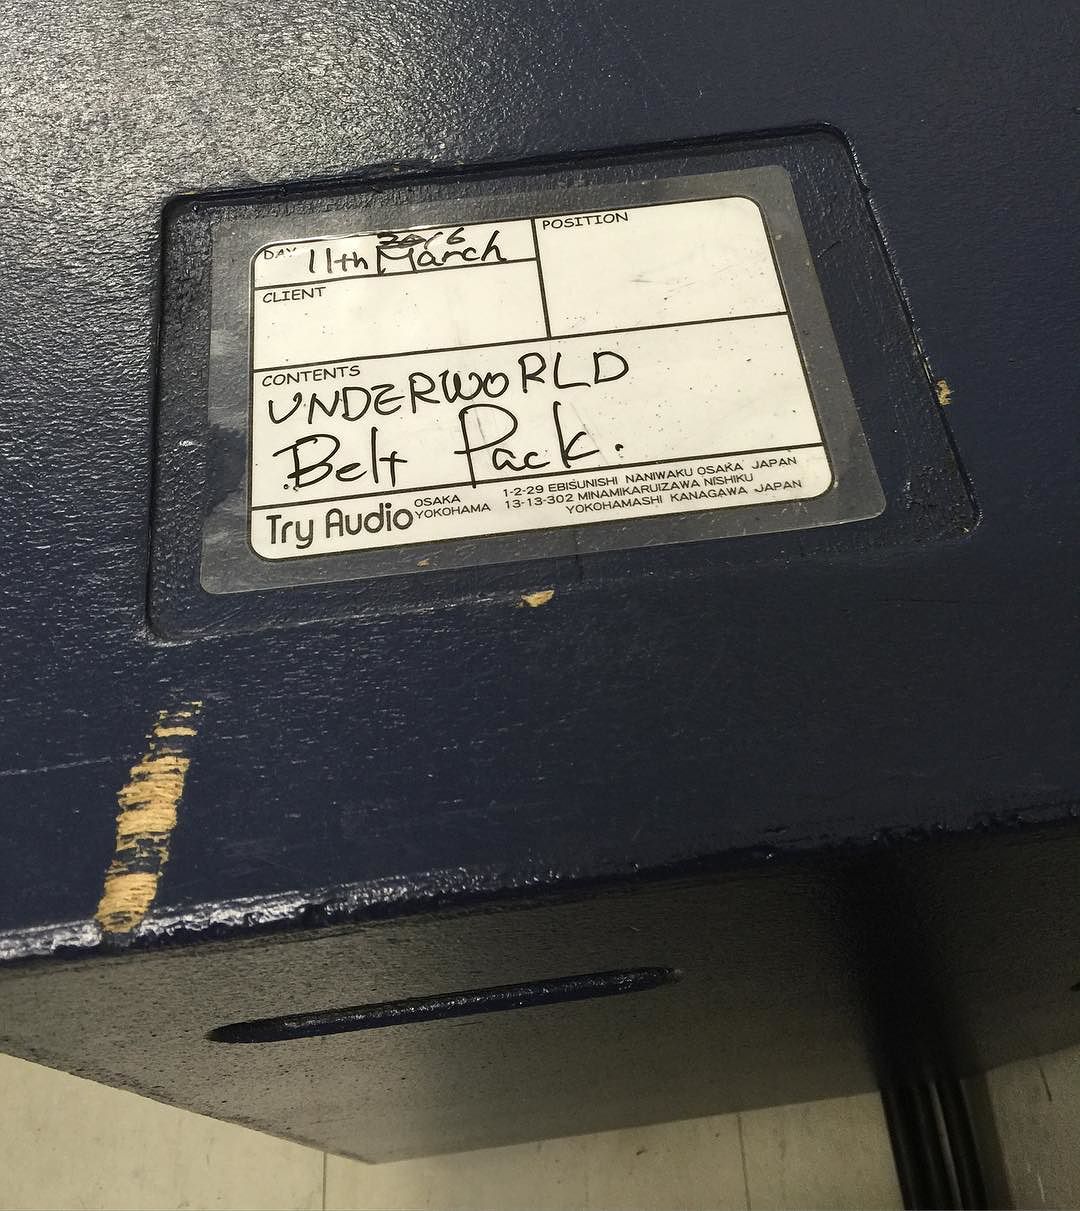 DAY 11th March 2016
POSITION
CLIENT
CONTENTS
UNDERWORLD
Belt Pack.
Try Audio
OSAKA 1-2-29 EBISUNISHI NANIWAKU OSAKA JAPAN
YOKOHAMA 13-13-302 MINAMIKARUIZAWA NISHIKU
YOKOHAMASHI KANAGAWA JAPAN